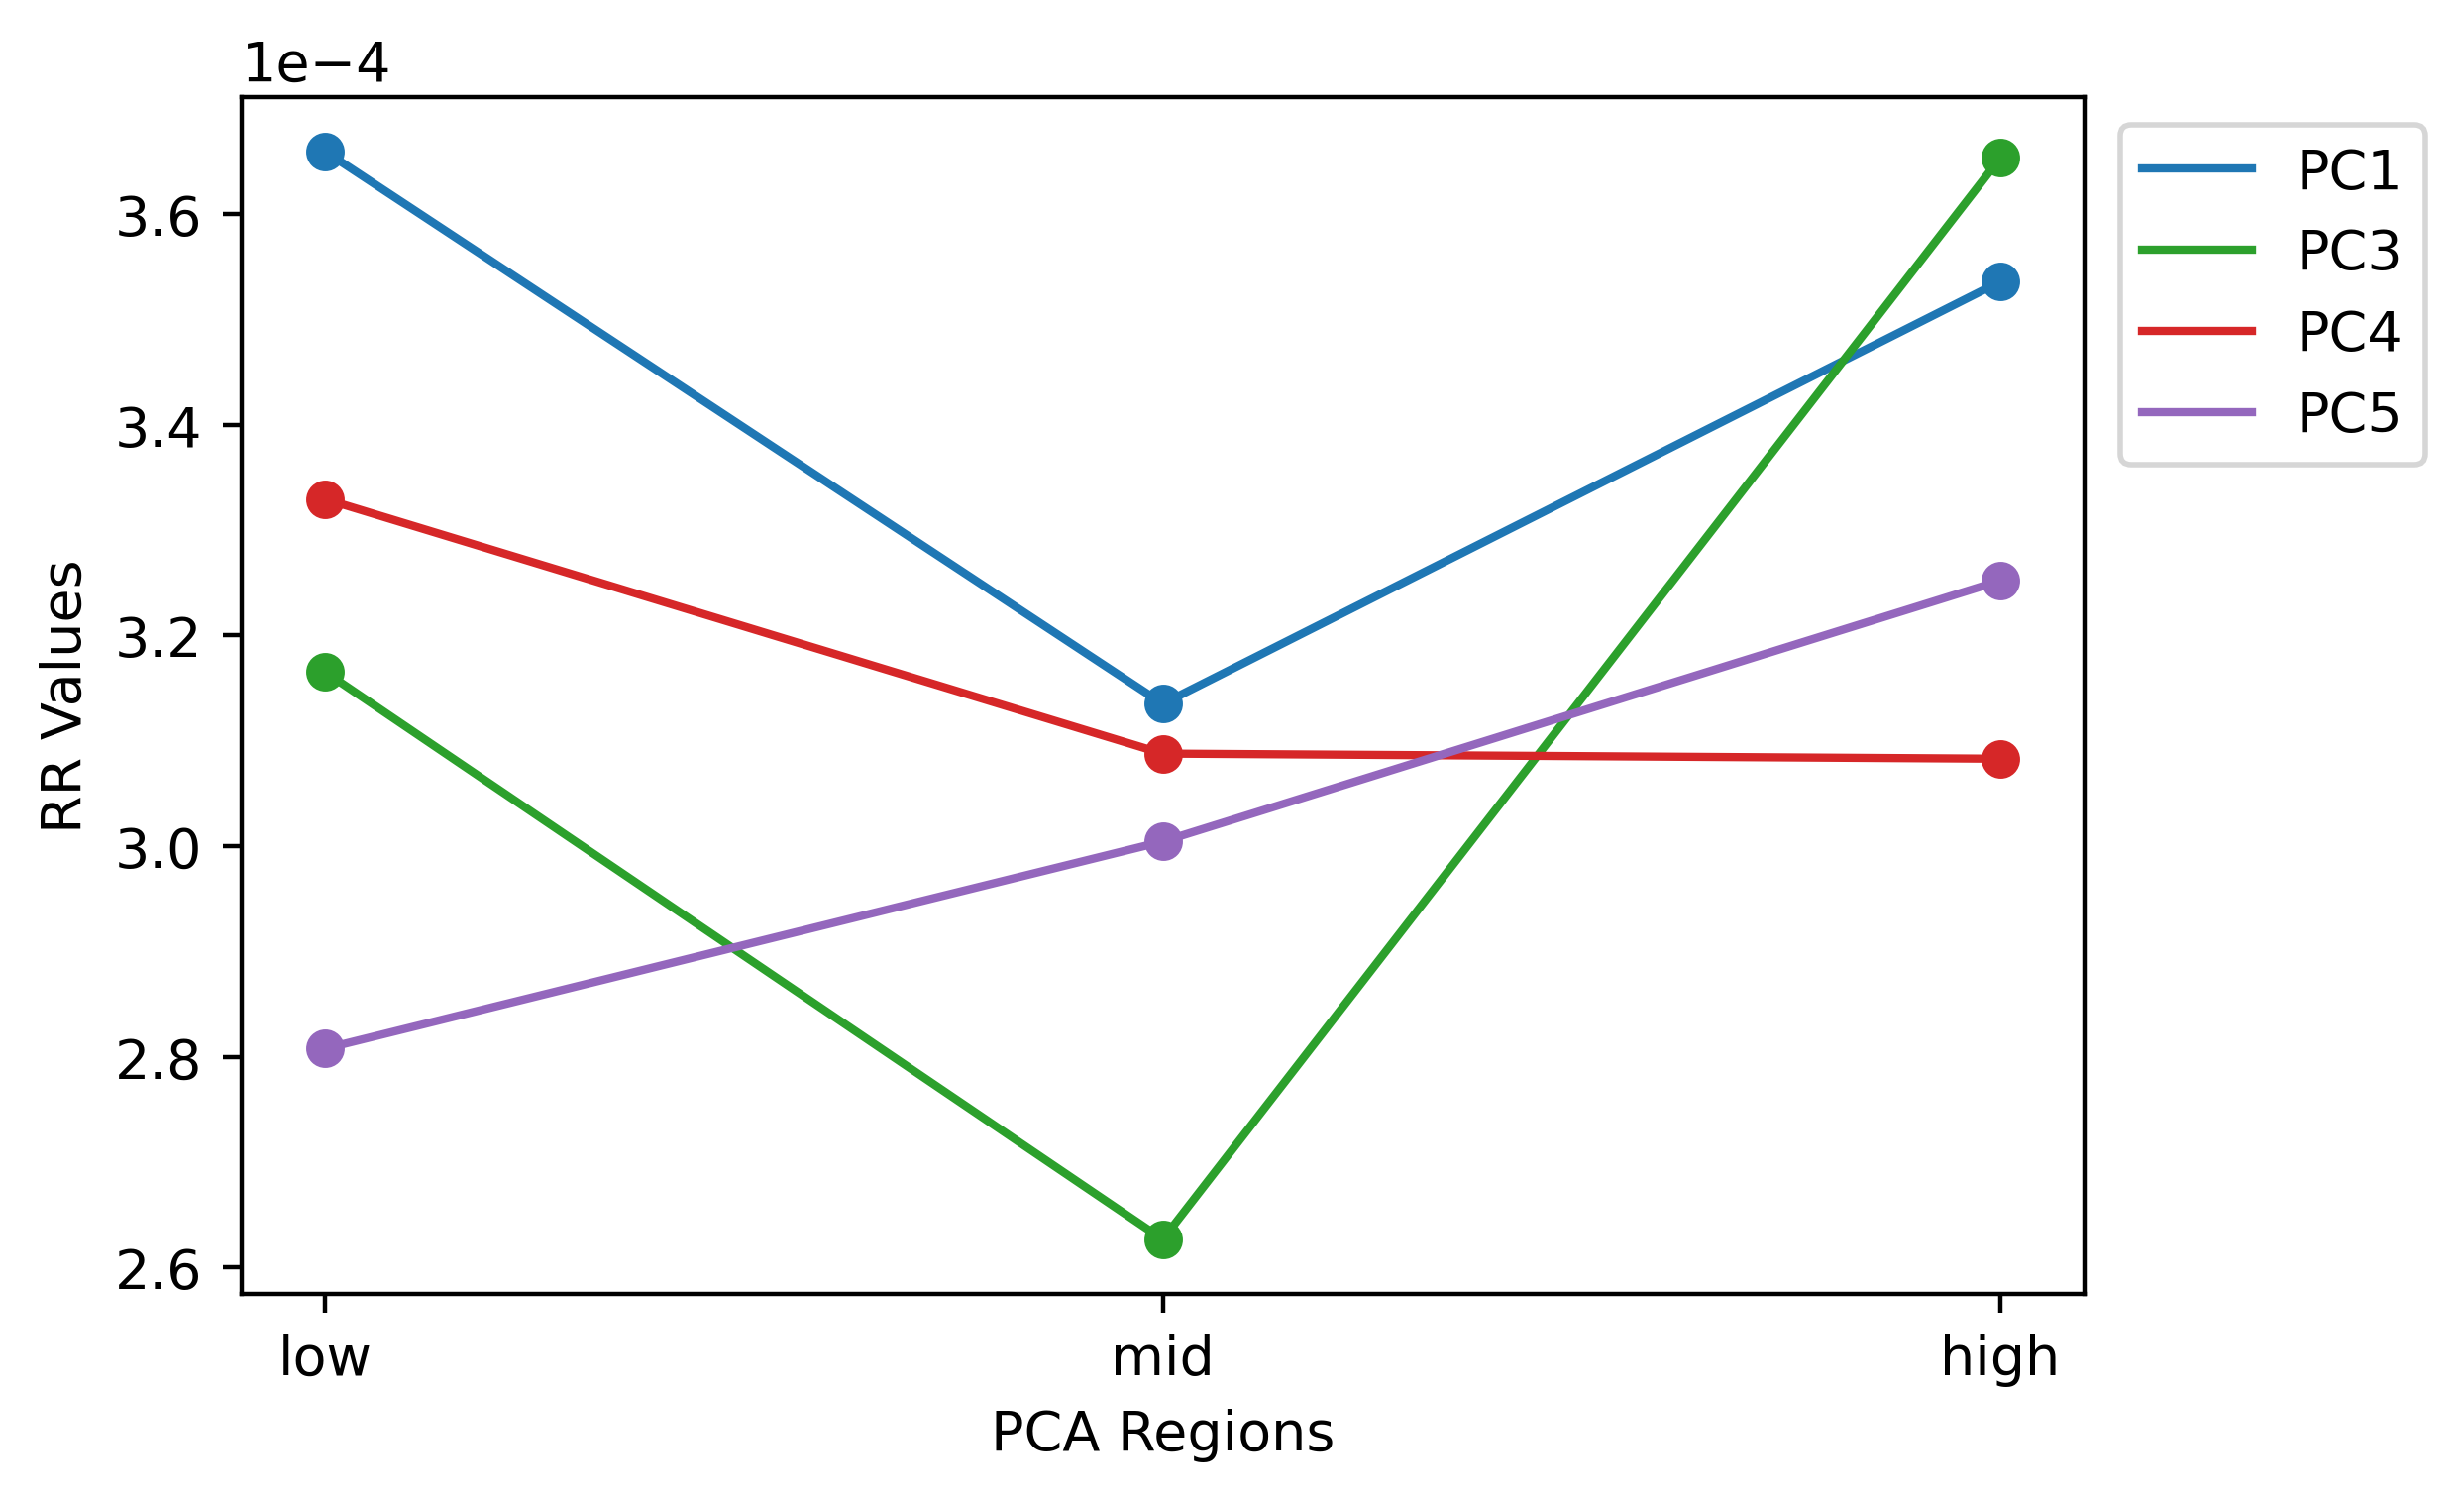 1e−4
3.6
3.4
3.2
3.0
2.8
2.6
RR Values
low
mid
high
PCA Regions
PC1
PC3
PC4
PC5